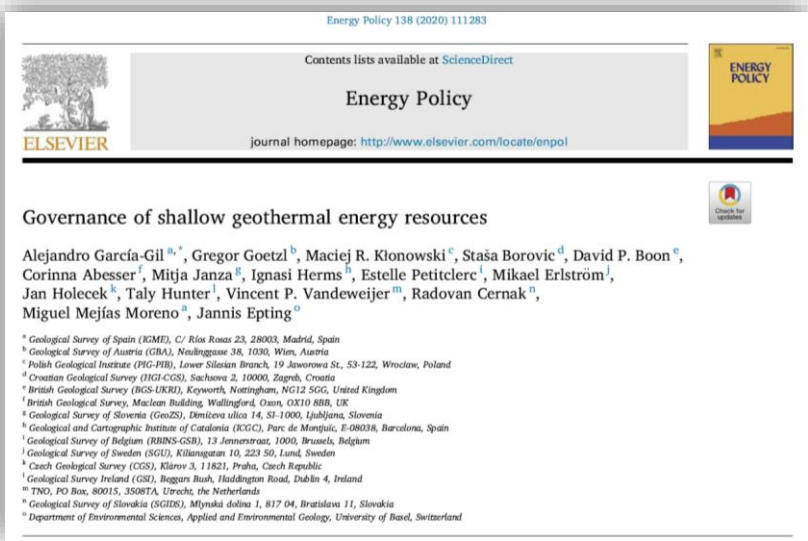 Energy Policy 138 (2020) 111283
Contents lists available at ScienceDirect
Energy Policy
journal homepage: http://www.elsevier.com/locate/enpol
ELSEVIER
ENERGY
POLICY
Check for
updates
Governance of shallow geothermal energy resources
Alejandro García-Gil a,*, Gregor Goetzl b, Maciej R. Kłonowski c, Staša Borovic d, David P. Boon e,
Corinna Abesser f, Mitja Janza g, Ignasi Herms h, Estelle Petitclerc i, Mikael Erlström j,
Jan Holecek k, Taly Hunter l, Vincent P. Vandeweijer m, Radovan Cernak n,
Miguel Mejías Moreno a, Jannis Epting o
a Geological Survey of Spain (IGME), C/ Ríos Rosas 23, 28003, Madrid, Spain
b Geological Survey of Austria (GBA), Neulinggasse 38, 1030, Wien, Austria
c Polish Geological Institute (PIG-PIB), Lower Silesian Branch, 19 Jaworowa St., 53-122, Wrocław, Poland
d Croatian Geological Survey (HGI-CGS), Sachsova 2, 10000, Zagreb, Croatia
e British Geological Survey (BGS-UKRI), Keyworth, Nottingham, NG12 5GG, United Kingdom
f British Geological Survey, Maclean Building, Wallingford, Oxon, OX10 8BB, UK
g Geological Survey of Slovenia (GeoZS), Dimičeva ulica 14, SI-1000, Ljubljana, Slovenia
h Geological and Cartographic Institute of Catalonia (ICGC), Parc de Montjuïc, E-08038, Barcelona, Spain
i Geological Survey of Belgium (RBINS-GSB), 13 Jennerstraat, 1000, Brussels, Belgium
j Geological Survey of Sweden (SGU), Kiliansgatan 10, 223 50, Lund, Sweden
k Czech Geological Survey (CGS), Klárov 3, 11821, Praha, Czech Republic
l Geological Survey Ireland (GSI), Beggars Bush, Haddington Road, Dublin 4, Ireland
m TNO, PO Box, 80015, 3508TA, Utrecht, the Netherlands
n Geological Survey of Slovakia (SGIDS), Mlynská dolina 1, 817 04, Bratislava 11, Slovakia
o Department of Environmental Sciences, Applied and Environmental Geology, University of Basel, Switzerland